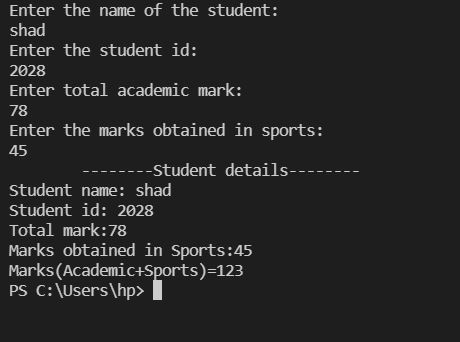 Enter the name of the student:
shad
Enter the student id:
2028
Enter total academic mark:
78
Enter the marks obtained in sports:
45
--------Student details--------
Student name: shad
Student id: 2028
Total mark:78
Marks obtained in Sports:45
Marks(Academic+Sports)=123
PS C:\Users\hp>